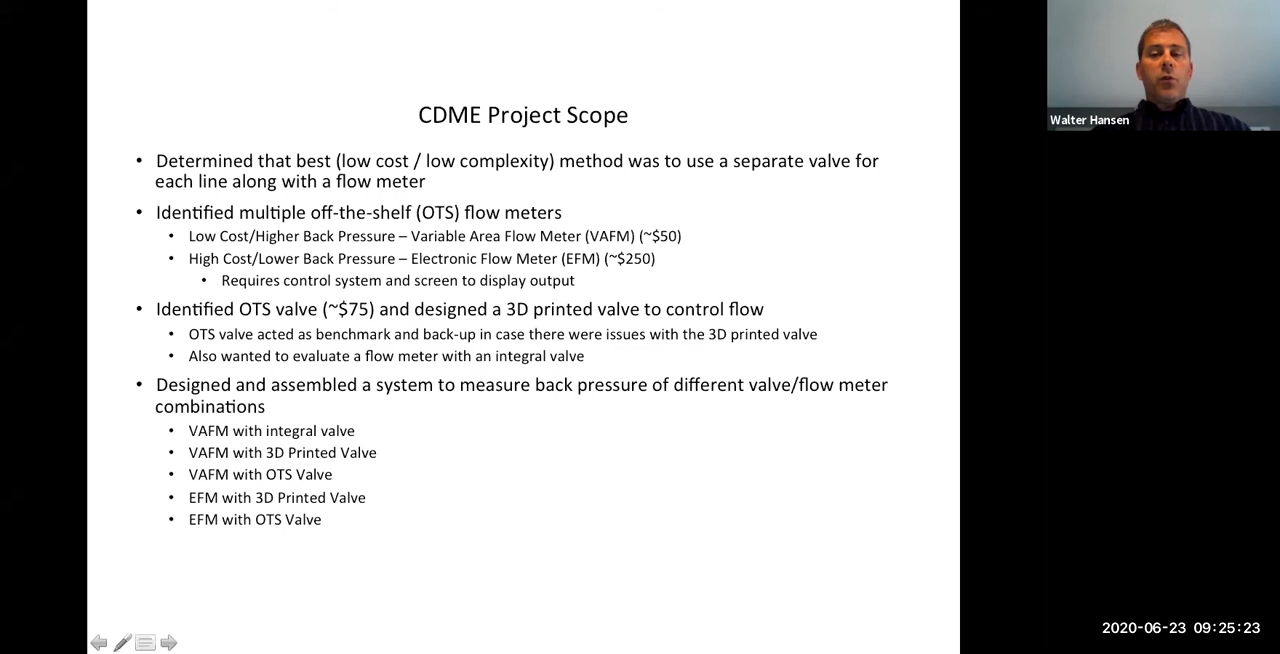 CDME Project Scope
• Determined that best (low cost / low complexity) method was to use a separate valve for
each line along with a flow meter
• Identified multiple off-the-shelf (OTS) flow meters
• Low Cost/Higher Back Pressure – Variable Area Flow Meter (VAFM) (~$50)
• High Cost/Lower Back Pressure – Electronic Flow Meter (EFM) (~$250)
• Requires control system and screen to display output
• Identified OTS valve (~$75) and designed a 3D printed valve to control flow
• OTS valve acted as benchmark and back-up in case there were issues with the 3D printed valve
• Also wanted to evaluate a flow meter with an integral valve
• Designed and assembled a system to measure back pressure of different valve/flow meter
combinations
• VAFM with integral valve
• VAFM with 3D Printed Valve
• VAFM with OTS Valve
• EFM with 3D Printed Valve
• EFM with OTS Valve
Walter Hansen
2020-06-23 09:25:23